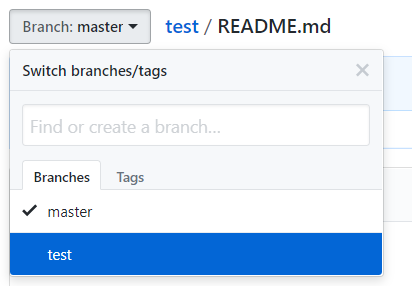 Branch: master test / README.md
Switch branches/tags
Find or create a branch...
Branches Tags
master
test